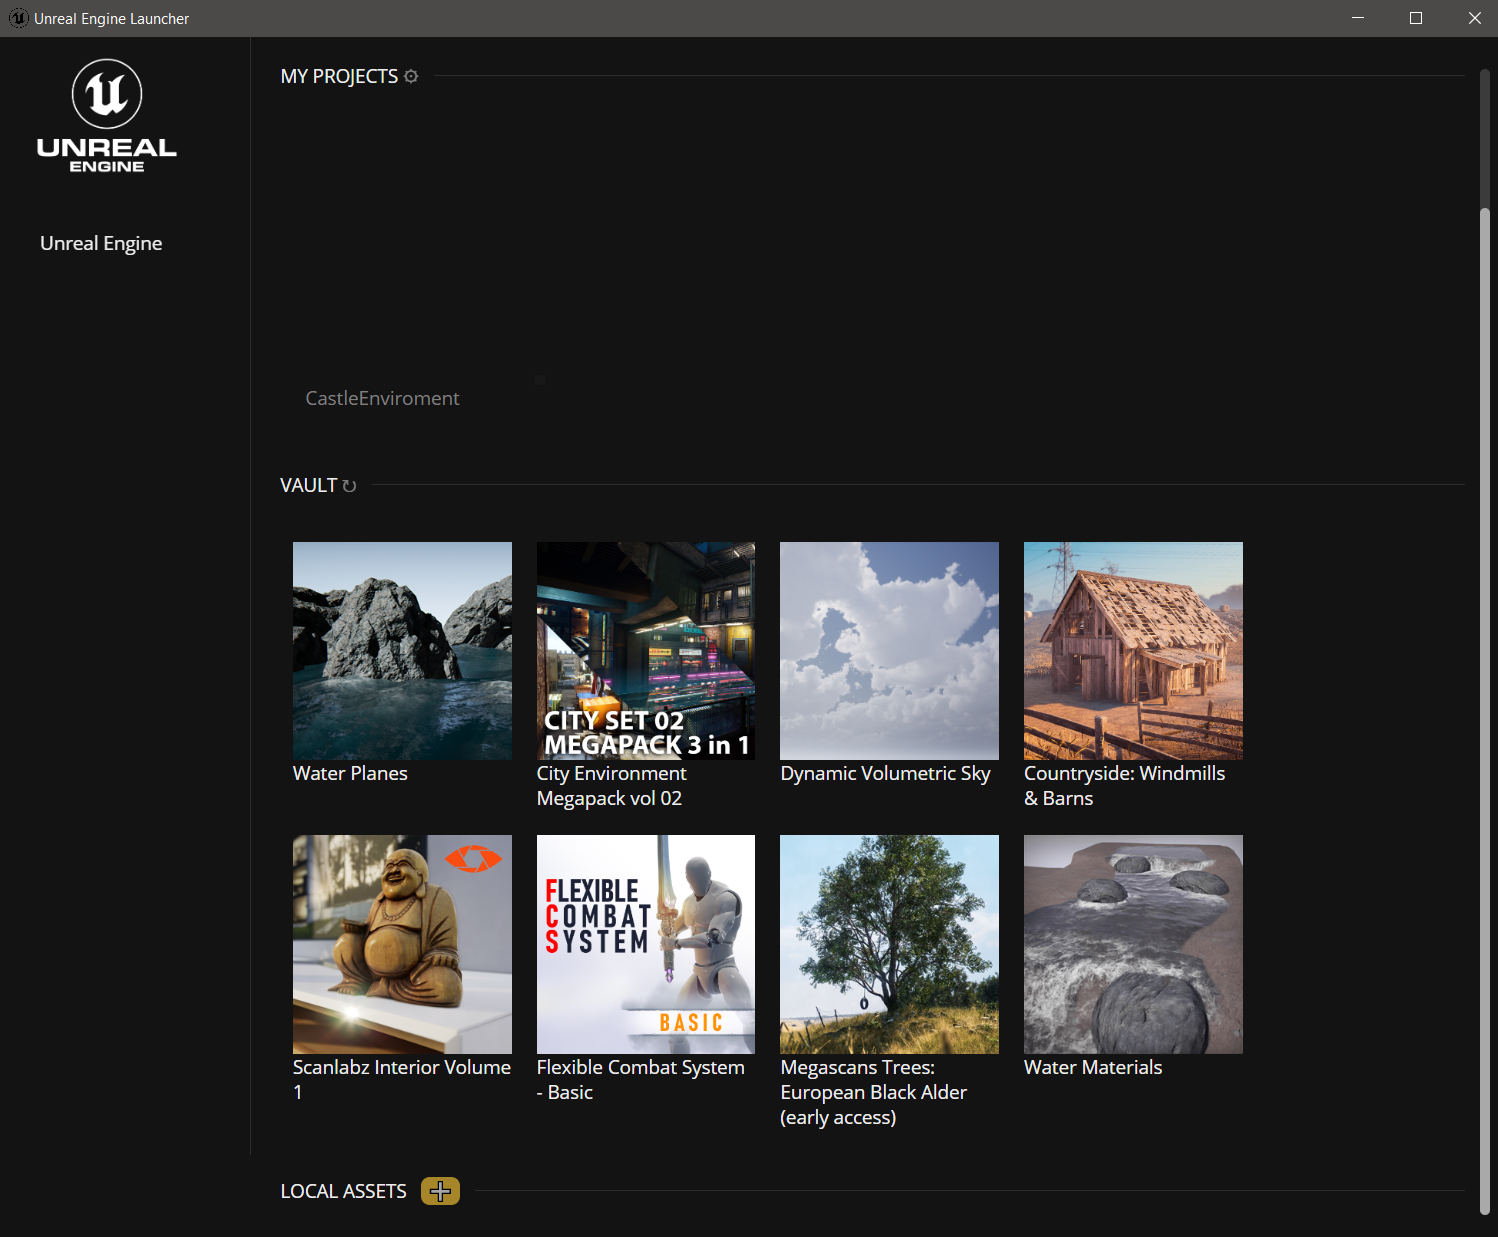 Unreal Engine Launcher
UNREAL
ENGINE
Unreal Engine
MY PROJECTS
CastleEnviroment
VAULT
CITY SET 02
MEGAPACK 3 in 1
Water Planes
City Environment
Megapack vol 02
Dynamic Volumetric Sky
Countryside: Windmills
& Barns
FLEXIBLE
COMBAT
SYSTEM
BASIC
Scanlabz Interior Volume
1
Flexible Combat System
- Basic
Megascans Trees:
European Black Alder
(early access)
Water Materials
LOCAL ASSETS